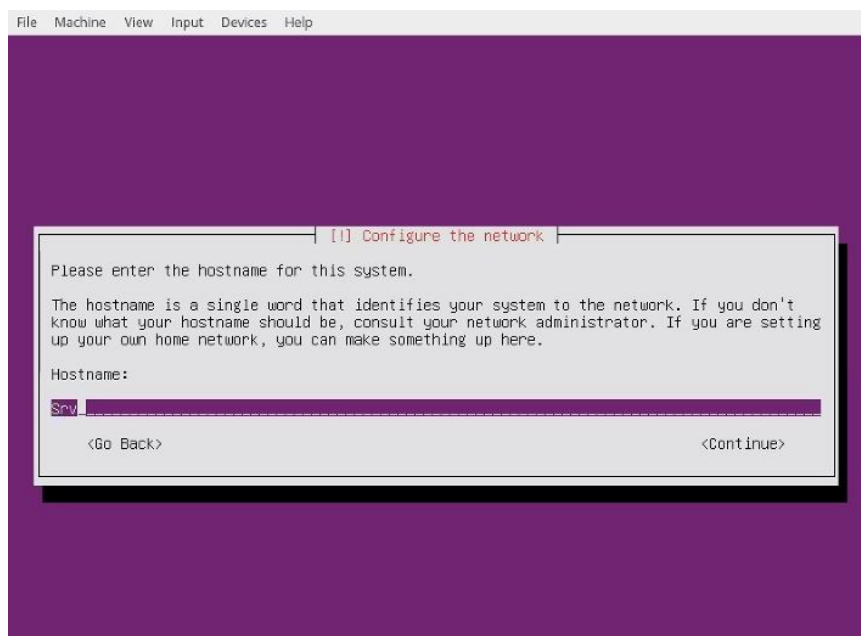 File Machine View Input Devices Help
[!] Configure the network
Please enter the hostname for this system.
The hostname is a single word that identifies your system to the network. If you don't
know what your hostname should be, consult your network administrator. If you are setting
up your own home network, you can make something up here.
Hostname:
Srv
<Go Back> <Continue>